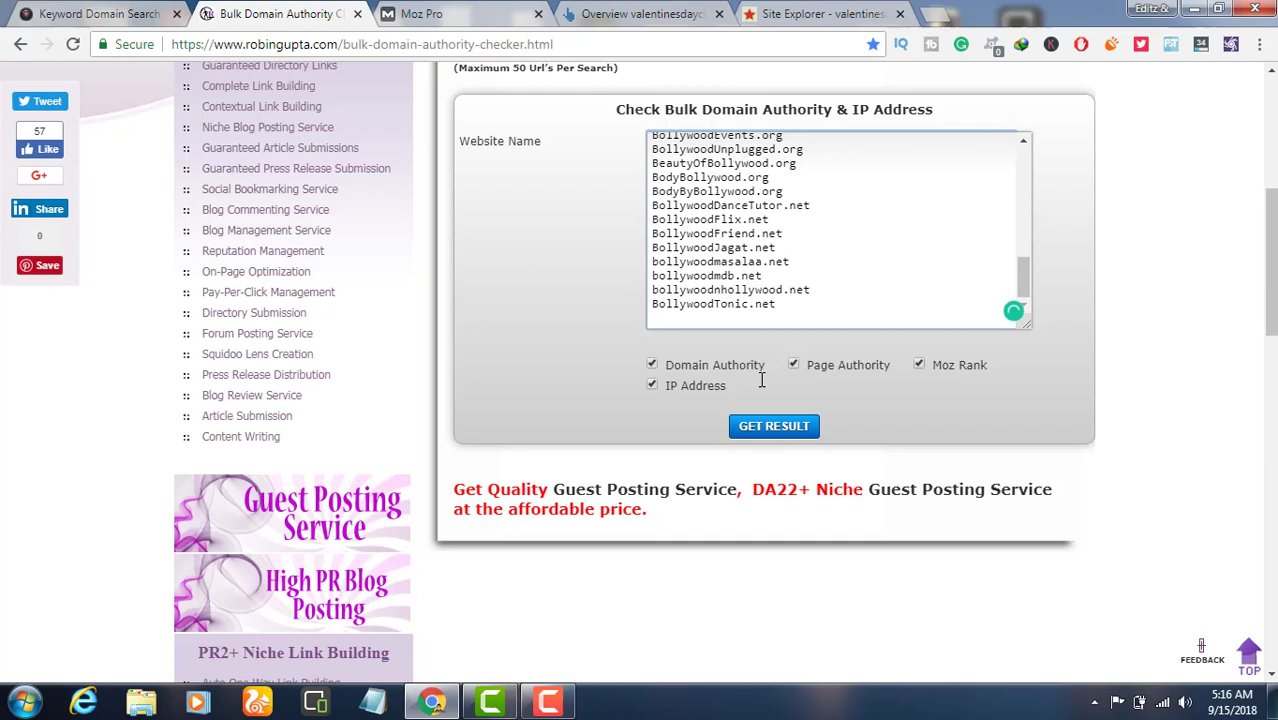 Keyword Domain Search
Bulk Domain Authority C
Moz Pro
Overview valentinesdayc
Site Explorer - valentines
Editz &
Secure
https://www.robingupta.com/bulk-domain-authority-checker.html
Guaranteed Directory Links
Complete Link Building
Contextual Link Building
Niche Blog Posting Service
Guaranteed Article Submissions
Guaranteed Press Release Submission
Social Bookmarking Service
Blog Commenting Service
Blog Management Service
Reputation Management
On-Page Optimization
Pay-Per-Click Management
Directory Submission
Forum Posting Service
Squidoo Lens Creation
Press Release Distribution
Blog Review Service
Article Submission
Content Writing
Tweet
57
Like
G+
Share
0
Save
Guest Posting
Service
High PR Blog
Posting
PR2+ Niche Link Building
Auto One Way Link Building
(Maximum 50 Url's Per Search)
Check Bulk Domain Authority & IP Address
Website Name
BollywoodEvents.org
BollywoodUnplugged.org
BeautyOfBollywood.org
BodyBollywood.org
BodyByBollywood.org
BollywoodDanceTutor.net
BollywoodFlix.net
BollywoodFriend.net
BollywoodJagat.net
bollywoodmasalaa.net
bollywoodmdb.net
bollywoodnhollywood.net
BollywoodTonic.net
Domain Authority
Page Authority
Moz Rank
IP Address
GET RESULT
Get Quality Guest Posting Service, DA22+ Niche Guest Posting Service
at the affordable price.
FEEDBACK
TOP
5:16 AM
9/15/2018